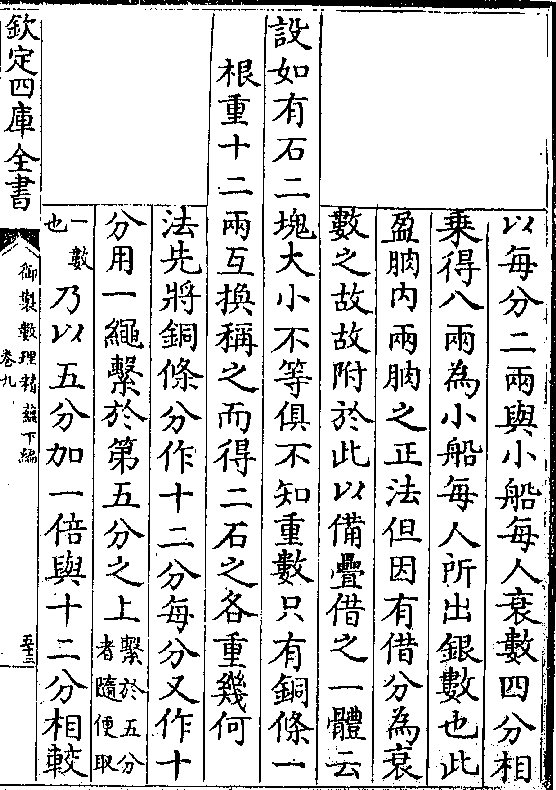 以每分二兩與小船每人衰數四分相
乗得八兩為小船每人所出銀數也此
盈朒内兩朒之正法但因有借分為衰
數之故故附於此以備疊借之一體云
設如有石二塊大小不等俱不知重數只有銅條一
根重十二兩互換稱之而得二石之各重幾何
法先將銅條分作十二分每分又作十
分用一繩繫於第五分之上繫於五分者隨便取
一數也乃以五分加一倍與十二分相較
欽定四庫全書
御製數理精蘊下編
卷九
至三